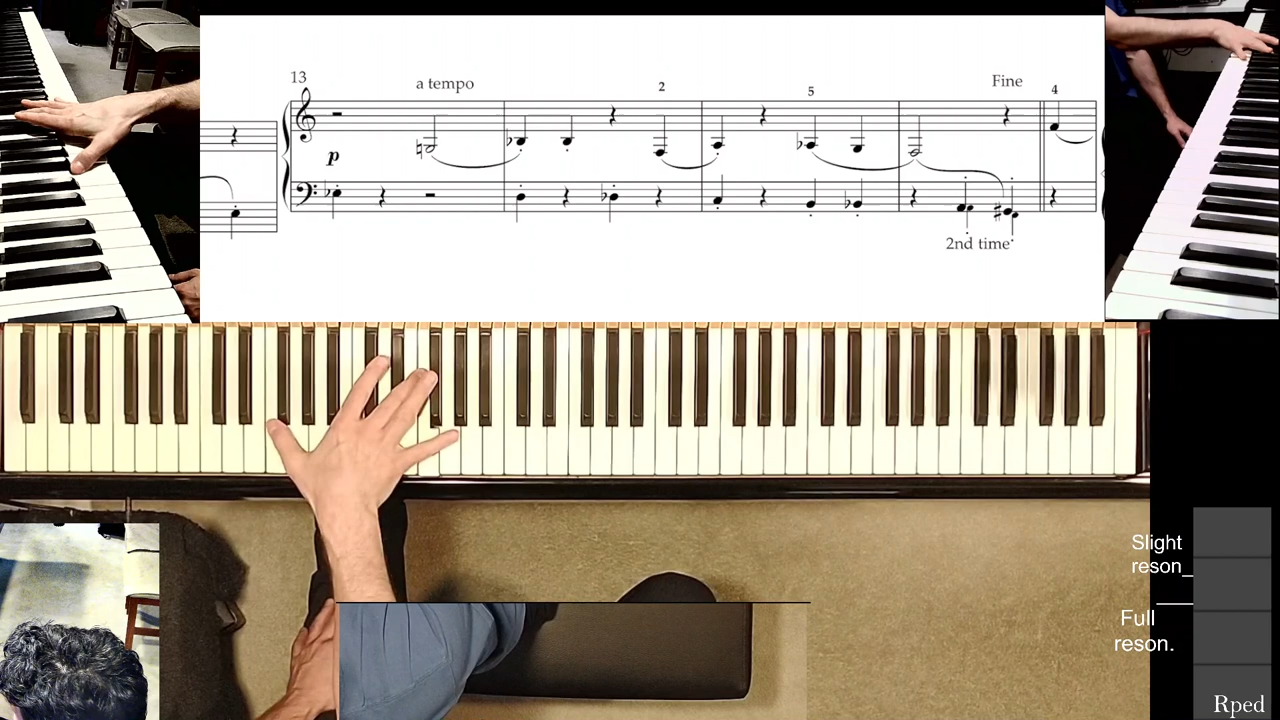 13
a tempo
2
5
Fine
4
p
2nd time
Slight
reson_
Full
reson.
Rped